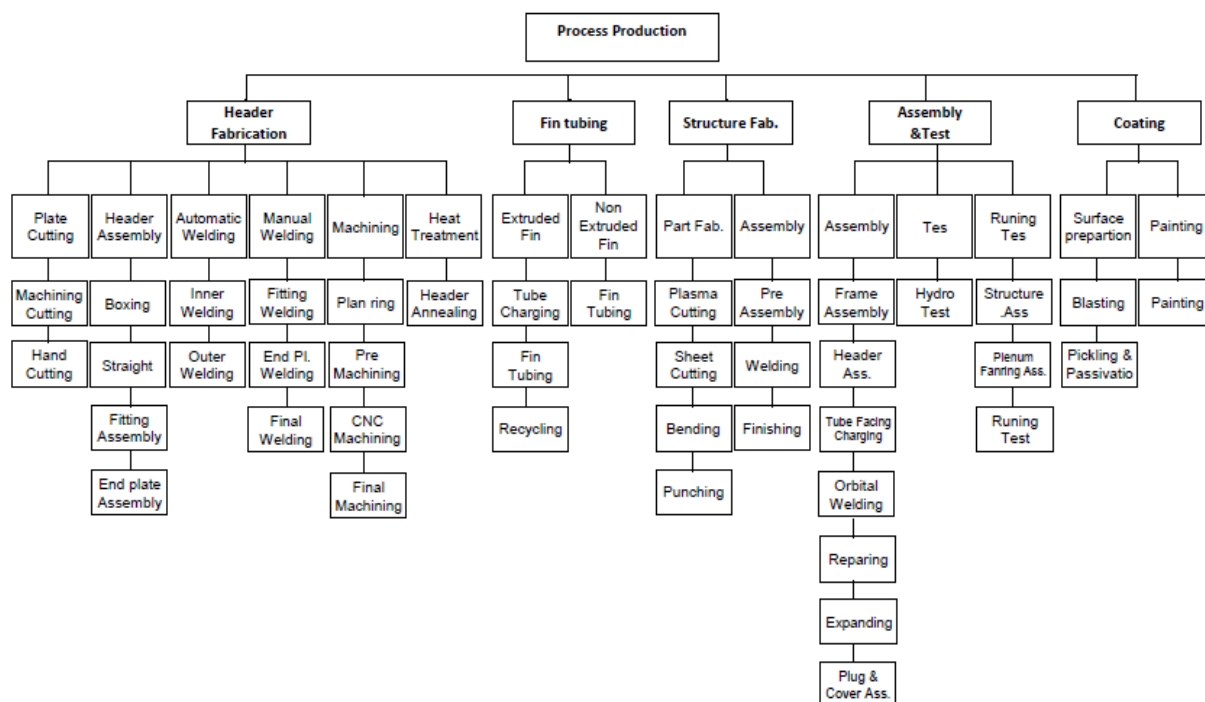 Process Production
Header
Fabrication
Fin tubing
Structure Fab.
Assembly
&Test
Coating
Plate
Cutting
Header
Assembly
Automatic
Welding
Manual
Welding
Machining
Heat
Treatment
Extruded
Fin
Non
Extruded
Fin
Part Fab.
Assembly
Assembly
Tes
Runing
Tes
Surface
prepartion
Painting
Machining
Cutting
Boxing
Inner
Welding
Fitting
Welding
Plan ring
Header
Annealing
Tube
Charging
Fin
Tubing
Plasma
Cutting
Pre
Assembly
Frame
Assembly
Hydro
Test
Structure
.Ass
Blasting
Painting
Hand
Cutting
Straight
Outer
Welding
End Pl.
Welding
Pre
Machining
Fin
Tubing
Sheet
Cutting
Welding
Header
Ass.
Plenum
Fanring Ass.
Pickling &
Passivatio
Fitting
Assembly
Final
Welding
CNC
Machining
Recycling
Bending
Finishing
Tube Facing
Charging
Runing
Test
End plate
Assembly
Final
Machining
Punching
Orbital
Welding
Reparing
Expanding
Plug &
Cover Ass.